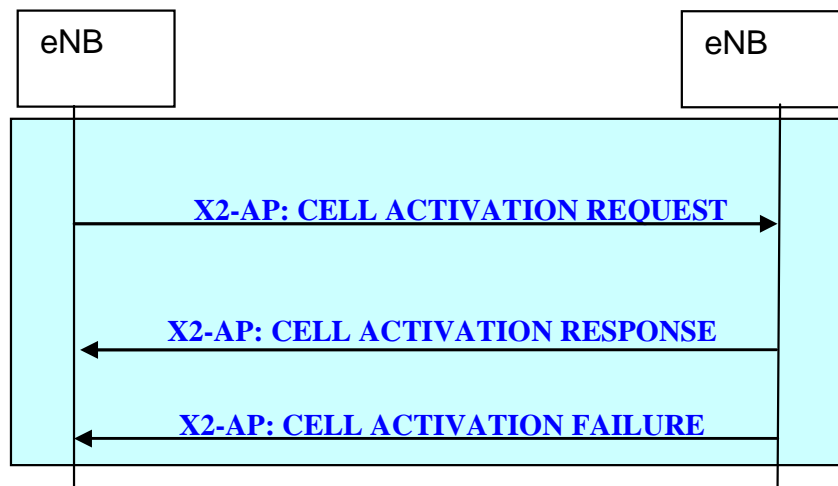 eNB
eNB
X2-AP: CELL ACTIVATION REQUEST
X2-AP: CELL ACTIVATION RESPONSE
X2-AP: CELL ACTIVATION FAILURE